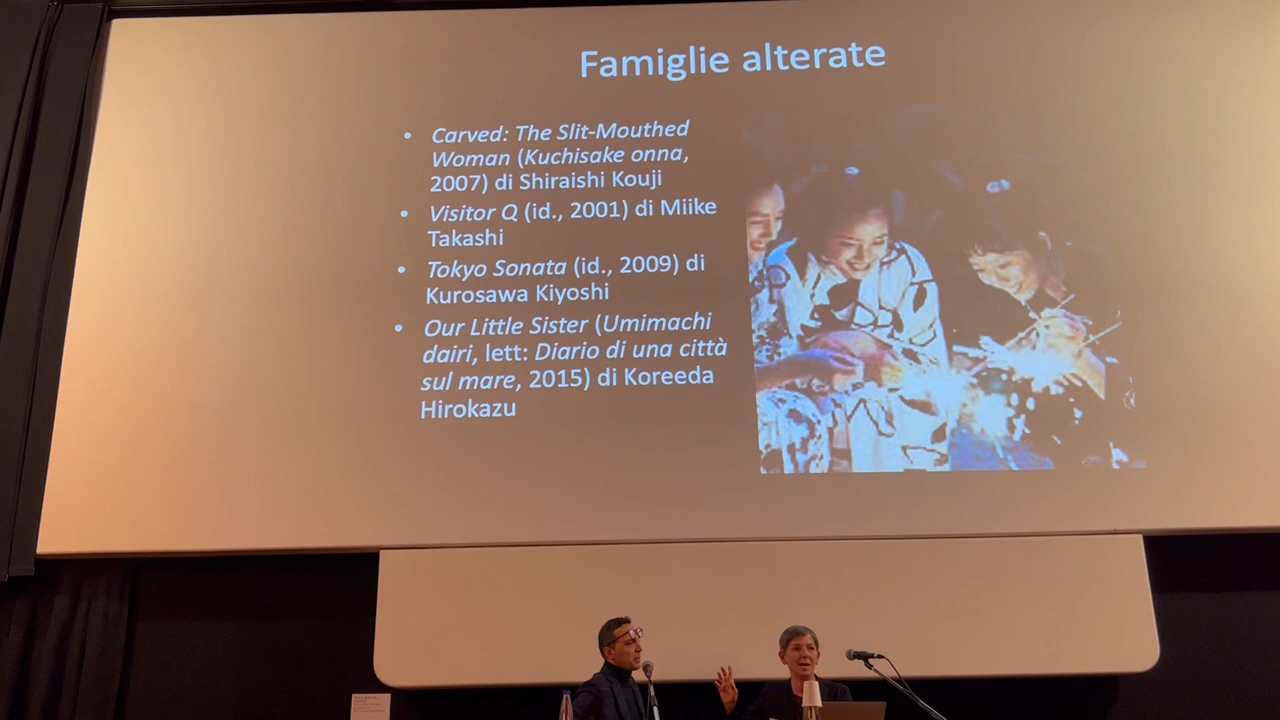 Famiglie alterate
• Carved: The Slit-Mouthed
Woman (Kuchisake onna,
2007) di Shiraishi Kouji
• Visitor Q (id., 2001) di Miike
Takashi
• Tokyo Sonata (id., 2009) di
Kurosawa Kiyoshi
• Our Little Sister (Umimachi
dairi, lett: Diario di una città
sul mare, 2015) di Koreeda
Hirokazu